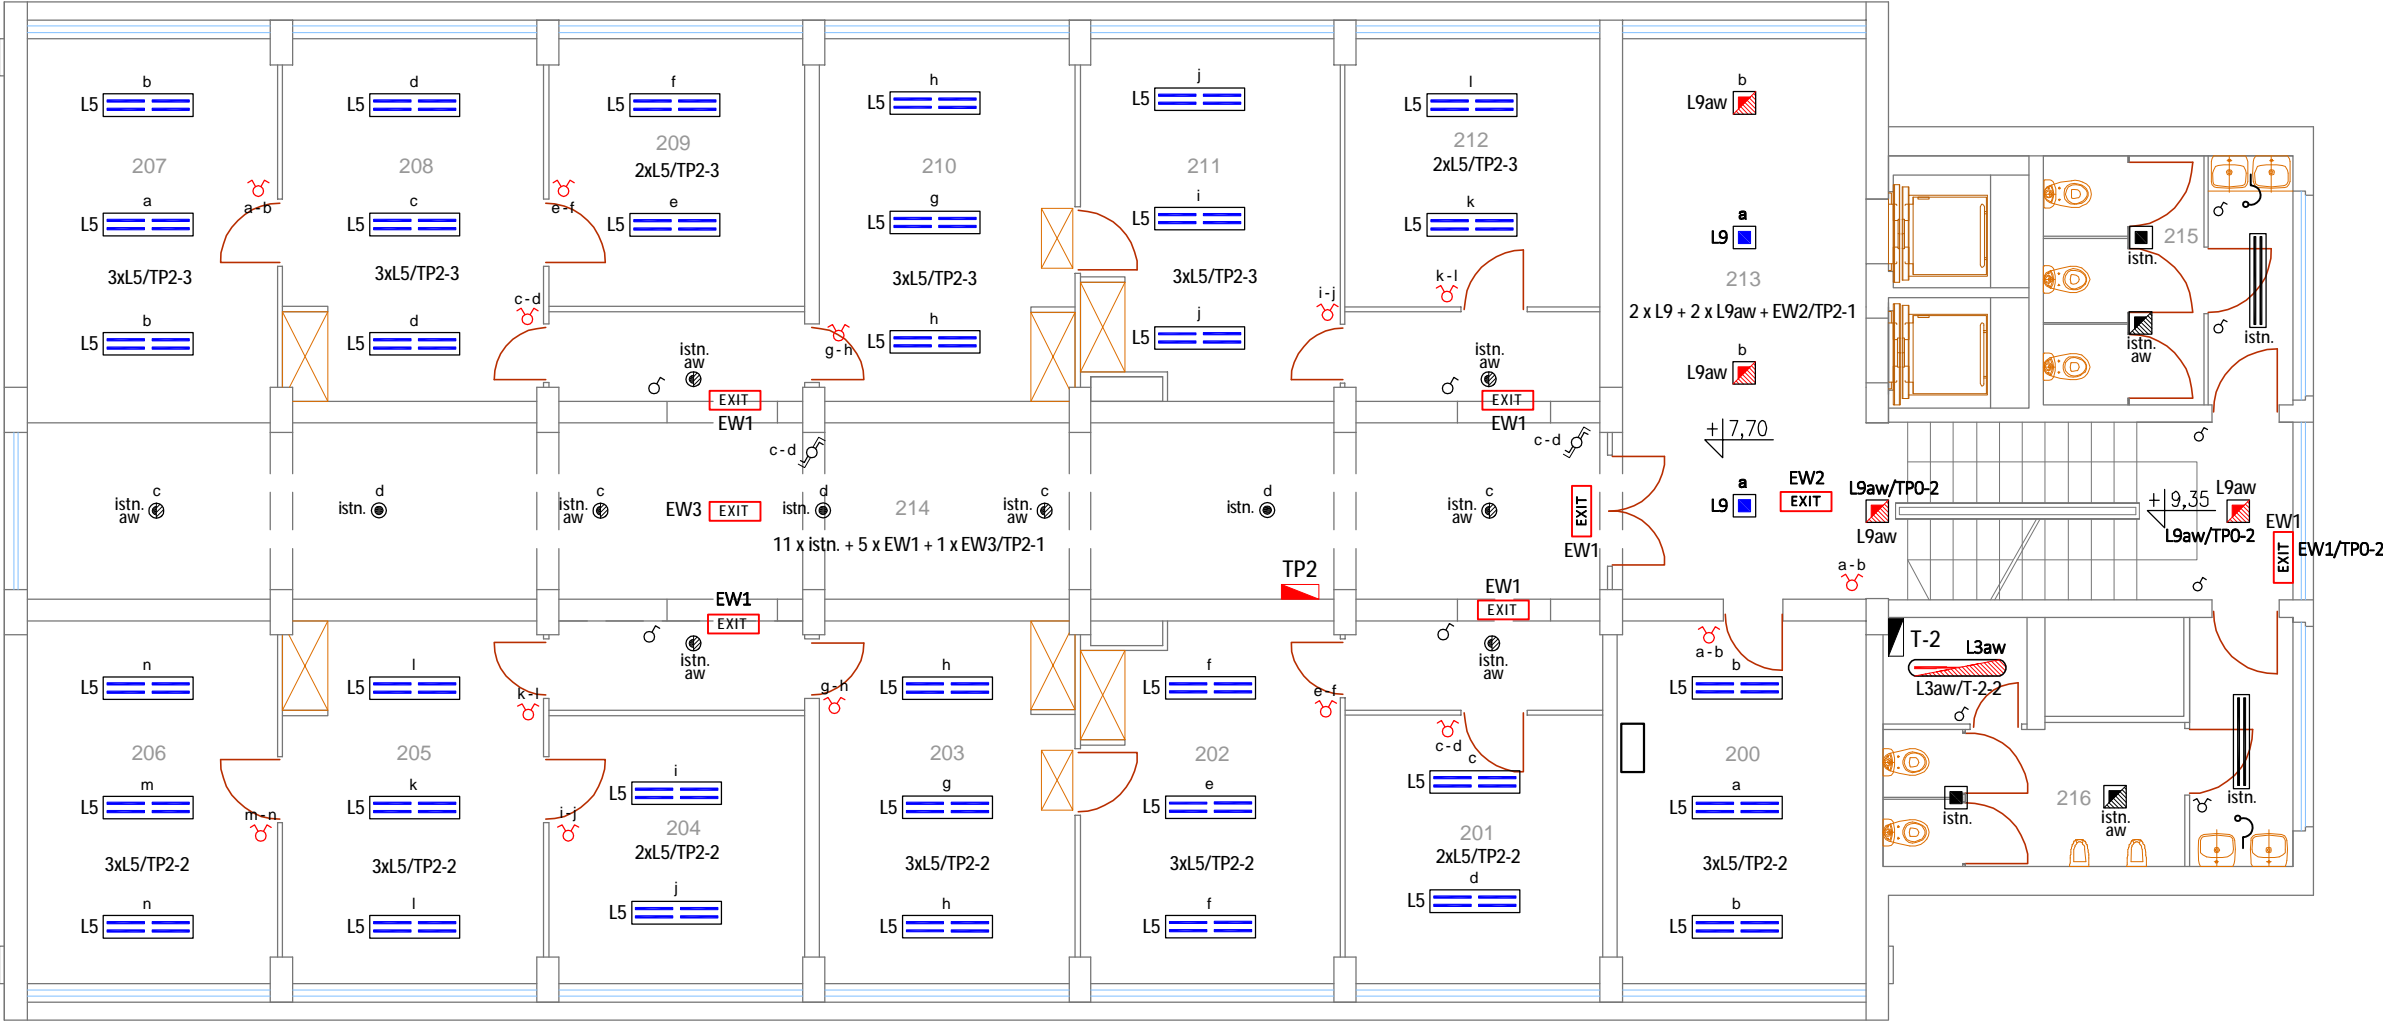 b
L5
207
a-b
a
L5
3xL5/TP2-3
b
L5
d
L5
208
c
L5
3xL5/TP2-3
c-d
d
L5
f
L5
209
2xL5/TP2-3
e-f
e
L5
istn.
aw
EXIT
EW1
h
L5
210
g
L5
3xL5/TP2-3
g-h
h
L5
j
L5
211
i
L5
3xL5/TP2-3
i-j
j
L5
l
L5
212
2xL5/TP2-3
k
L5
k-l
istn.
aw
EXIT
EW1
b
L9aw
a
L9
213
2 x L9 + 2 x L9aw + EW2/TP2-1
b
L9aw
+7,70
a
L9
EW2
EXIT
a-b
215
istn.
istn.
aw
istn.
L9aw/TP0-2
L9aw
+9,35
L9aw
L9aw/TP0-2
EW1
EXIT
EW1/TP0-2
c
istn.
aw
d
istn.
c
istn.
aw
EW3
EXIT
c-d
d
istn.
214
c
istn.
aw
11 x istn. + 5 x EW1 + 1 x EW3/TP2-1
d
TP2
c-d
c
istn.
aw
EXIT
EW1
n
L5
206
m
L5
m-n
3xL5/TP2-2
n
L5
l
L5
k-l
205
k
L5
3xL5/TP2-2
l
L5
EW1
EXIT
istn.
aw
i
L5
i-j
204
2xL5/TP2-2
j
L5
h
L5
g-h
203
g
L5
3xL5/TP2-2
h
L5
f
L5
e-f
202
e
L5
3xL5/TP2-2
f
L5
EW1
EXIT
istn.
aw
c-d
c
L5
201
2xL5/TP2-2
d
L5
a-b
b
L5
200
a
L5
3xL5/TP2-2
b
L5
T-2
L3aw
L3aw/T-2-2
istn.
216
istn.
aw
istn.